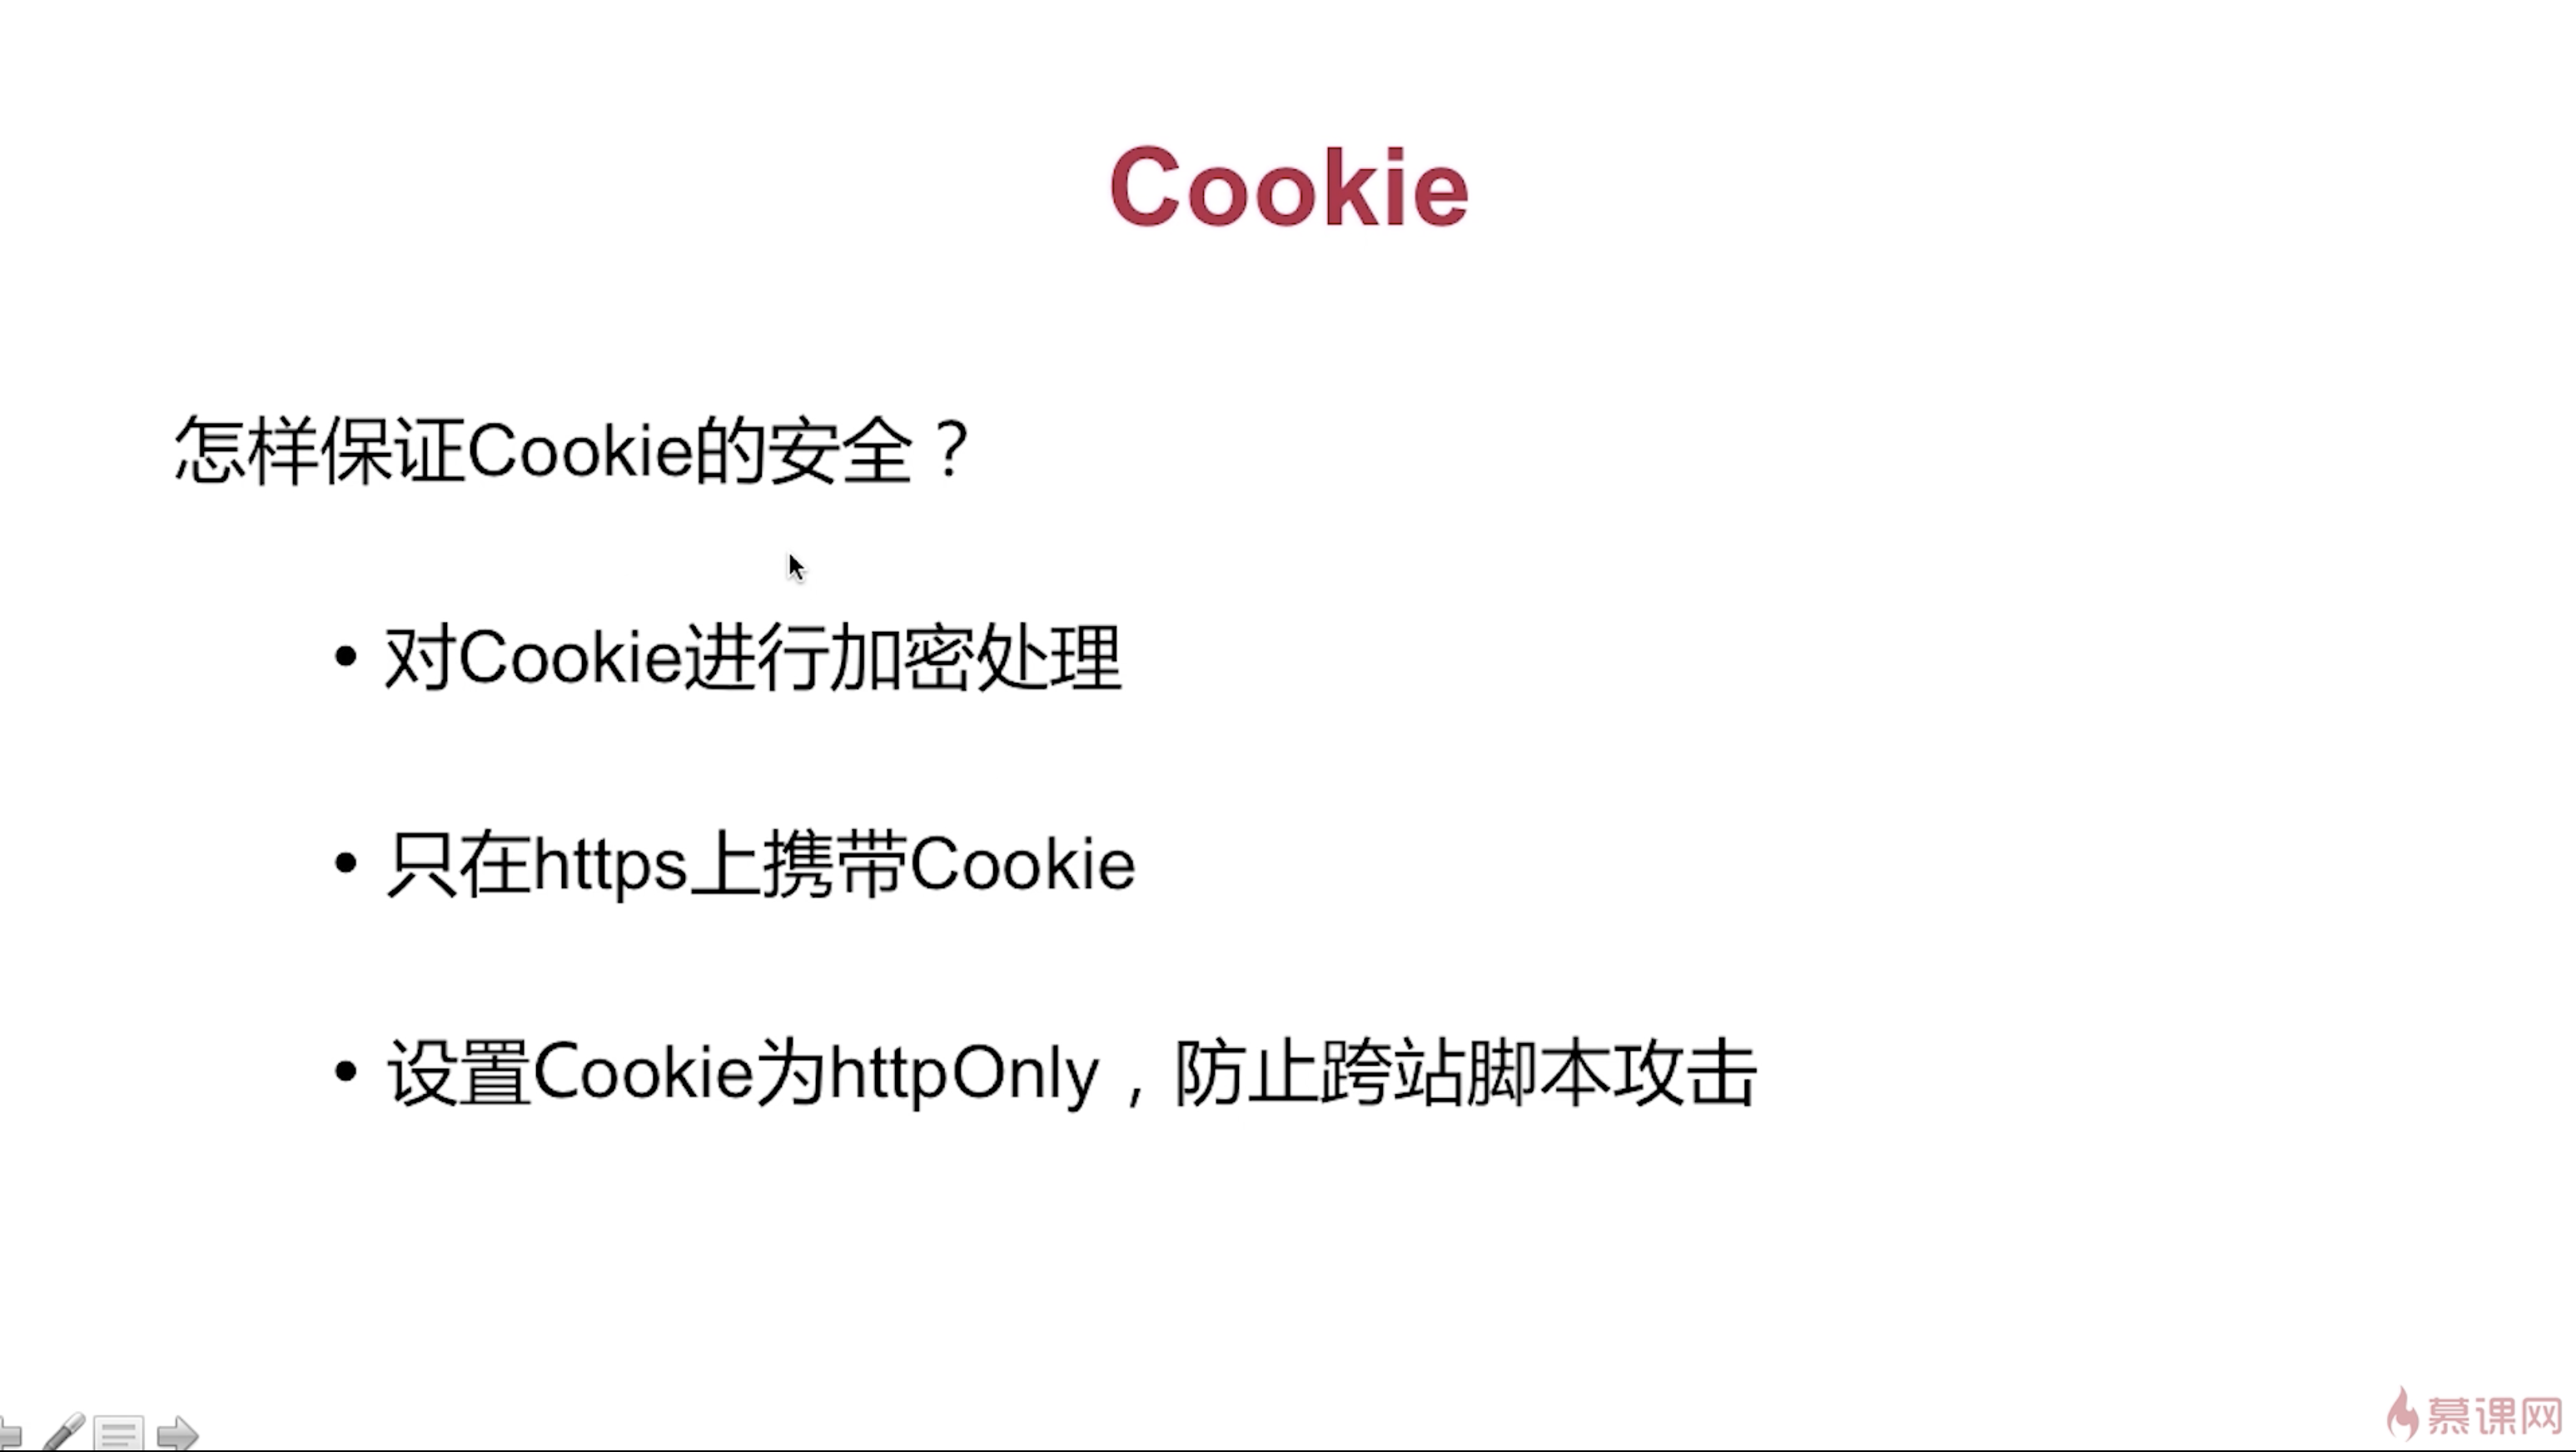 Cookie
怎样保证Cookie的安全？
• 对Cookie进行加密处理
• 只在https上携带Cookie
• 设置Cookie为httpOnly，防止跨站脚本攻击
慕课网